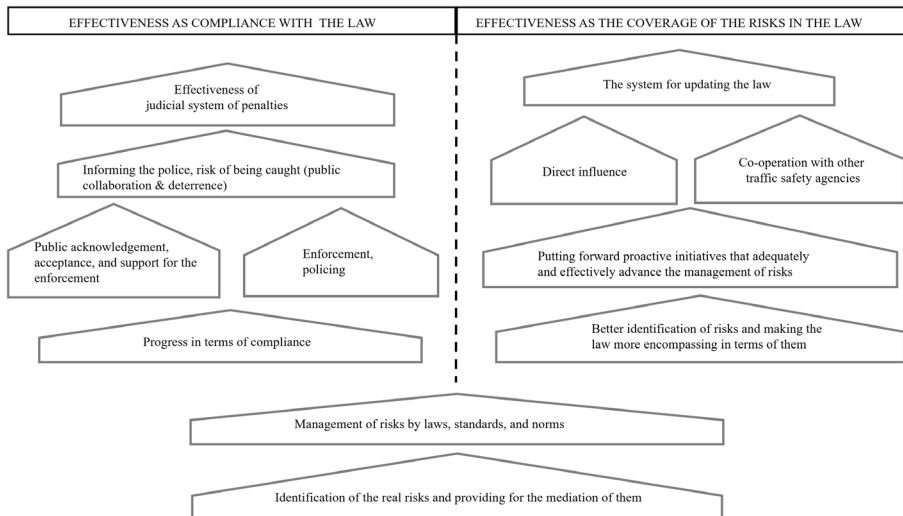 EFFECTIVENESS AS COMPLIANCE WITH THE LAW
EFFECTIVENESS AS THE COVERAGE OF THE RISKS IN THE LAW
Effectiveness of
judicial system of penalties
The system for updating the law
Informing the police, risk of being caught (public
collaboration & deterrence)
Direct influence
Co-operation with other
traffic safety agencies
Public acknowledgement,
acceptance, and support for the
enforcement
Enforcement,
policing
Putting forward proactive initiatives that adequately
and effectively advance the management of risks
Progress in terms of compliance
Better identification of risks and making the
law more encompassing in terms of them
Management of risks by laws, standards, and norms
Identification of the real risks and providing for the mediation of them